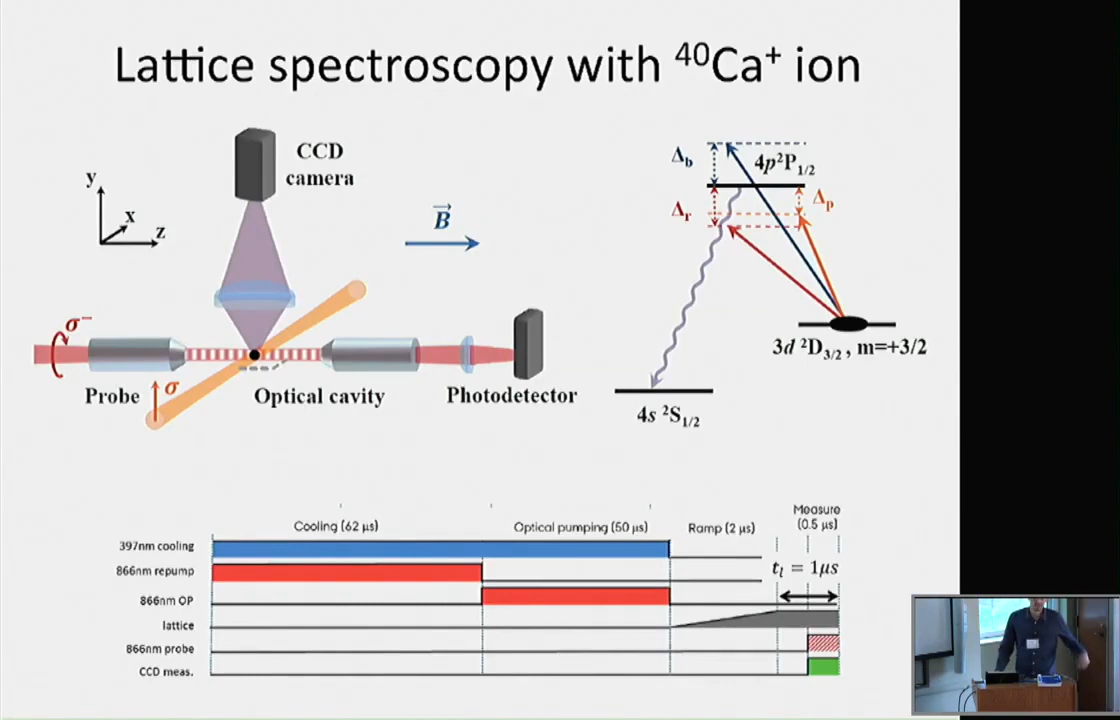 Lattice spectroscopy with ⁴⁰Ca⁺ ion
CCD
camera
y
x
z
B⃗
σ⁻
Probe
σ
Optical cavity
Photodetector
Δb
4p²P₁/₂
Δr
Δp
3d ²D₃/₂ , m=+3/2
4s ²S₁/₂
Cooling (62 µs)
Optical pumping (50 µs)
Ramp (2 µs)
Measure
(0.5 µs)
397nm cooling
866nm repump
tₗ = 1µs
866nm OP
lattice
866nm probe
CCD meas.